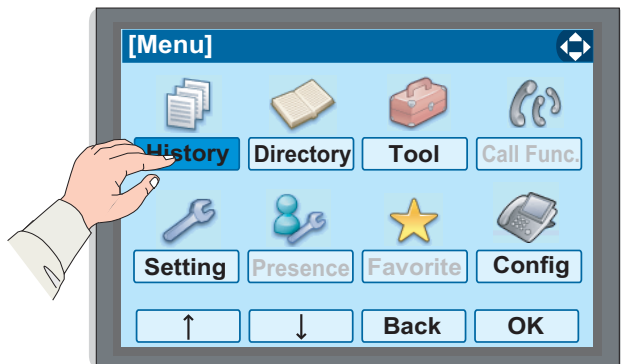 [Menu]
History Directory Tool Call Func.
Setting Presence Favorite Config
↑ ↓ Back OK